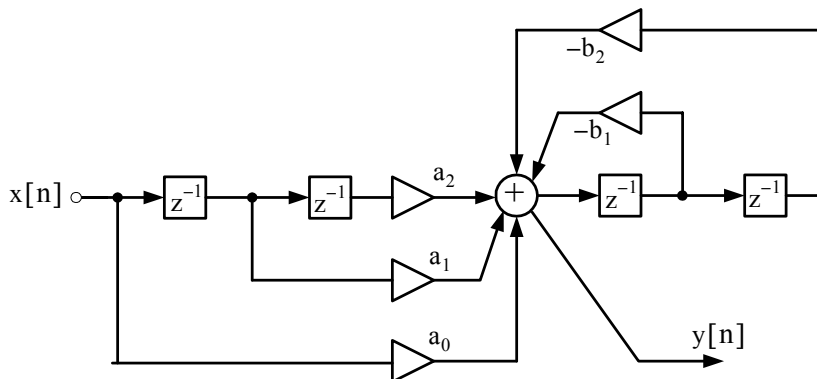 −b₂
−b₁
x[n]
z⁻¹
z⁻¹
a₂
+
z⁻¹
z⁻¹
a₁
a₀
y[n]